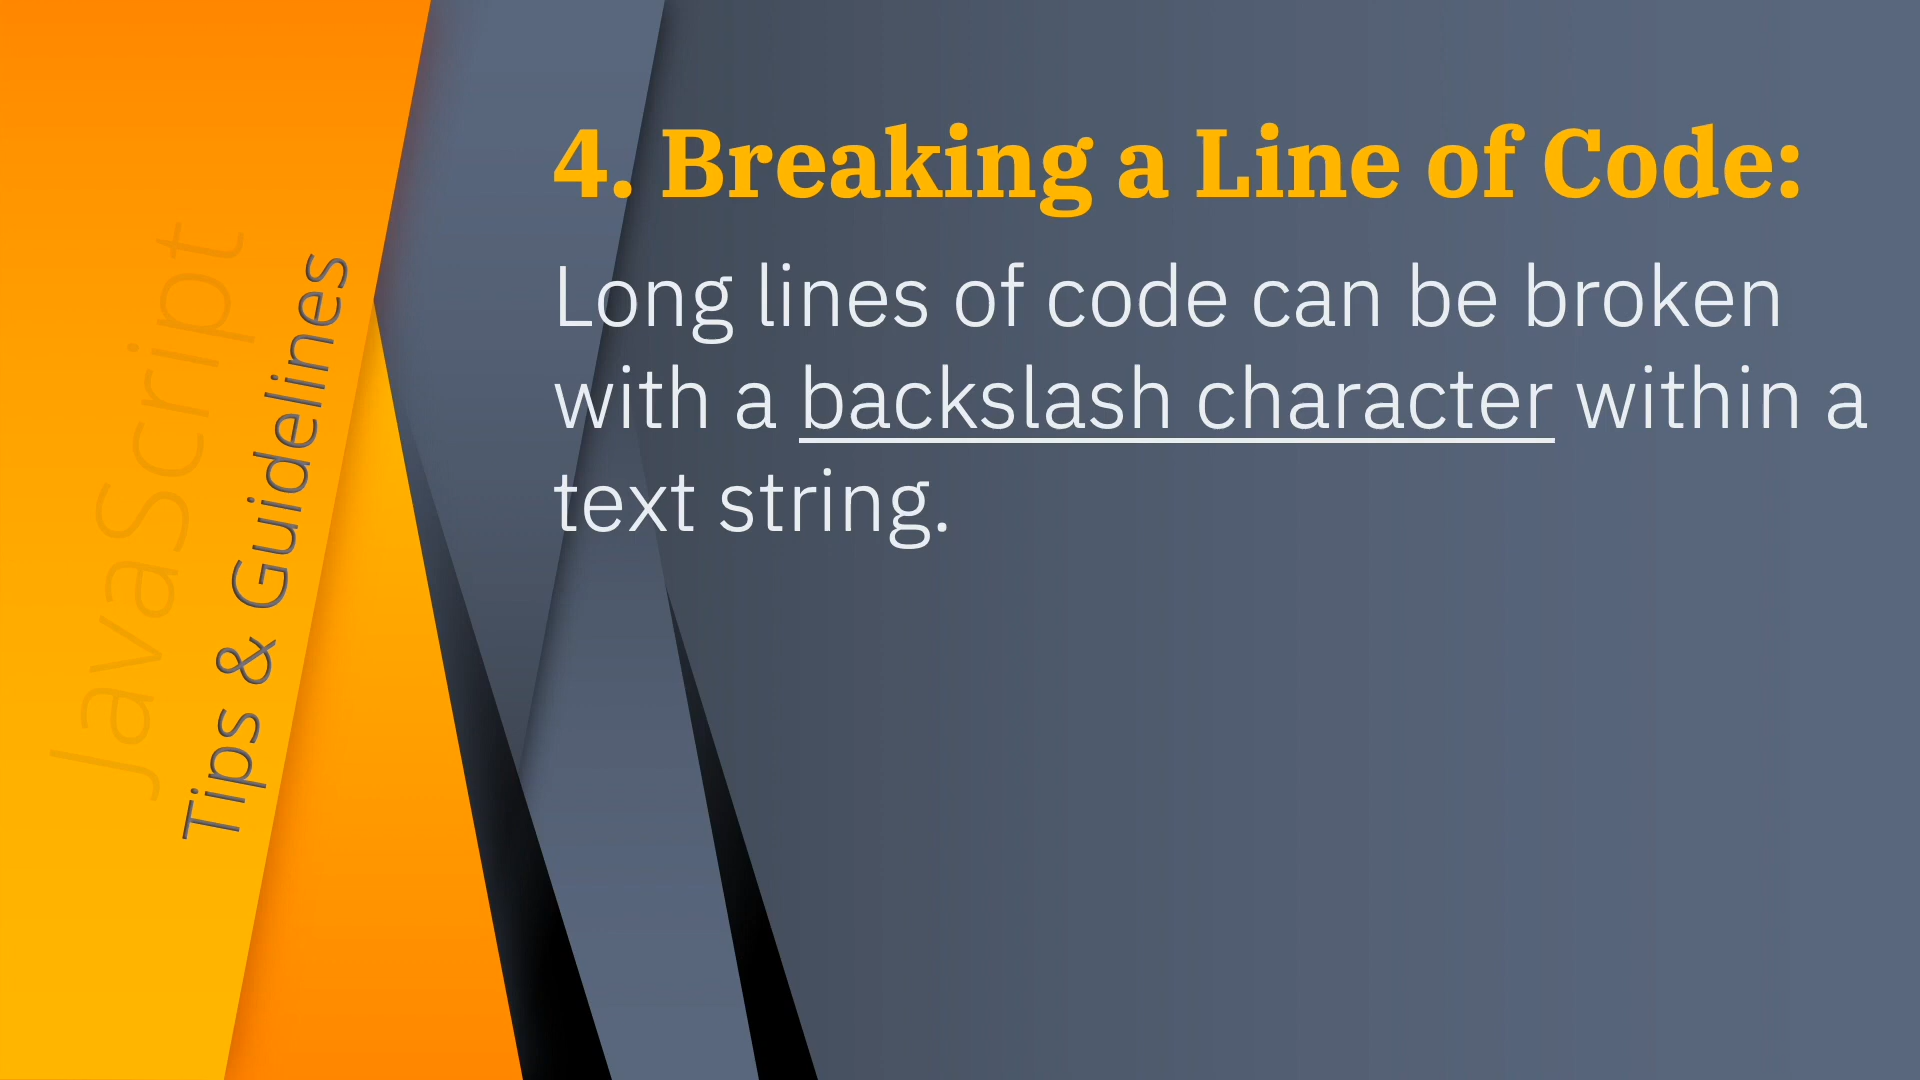 JavaScript
Tips & Guidelines
4. Breaking a Line of Code:
Long lines of code can be broken
with a backslash character within a
text string.